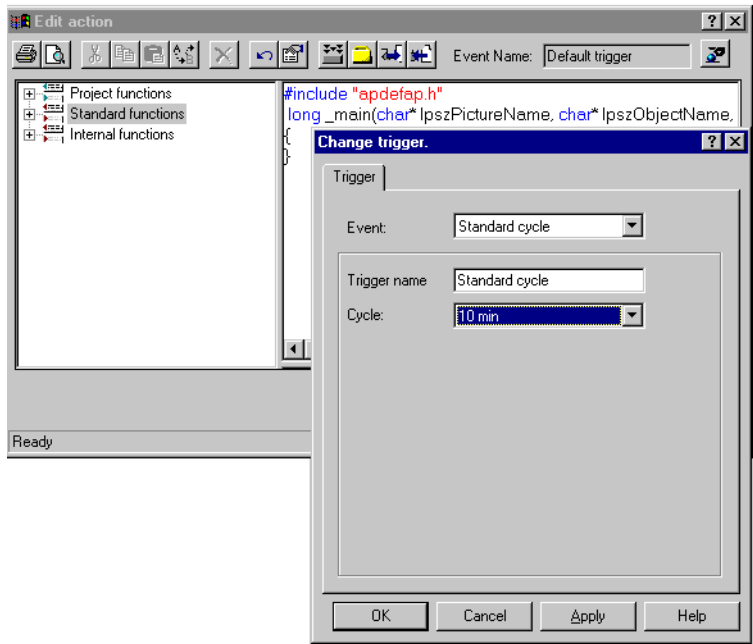 Edit action
Event Name: Default trigger
Project functions
Standard functions
Internal functions
#include "apdefap.h"
long _main(char* lpszPictureName, char* lpszObjectName,
{
}
Change trigger.
Trigger
Event: Standard cycle
Trigger name Standard cycle
Cycle: 10 min
Ready
OK Cancel Apply Help